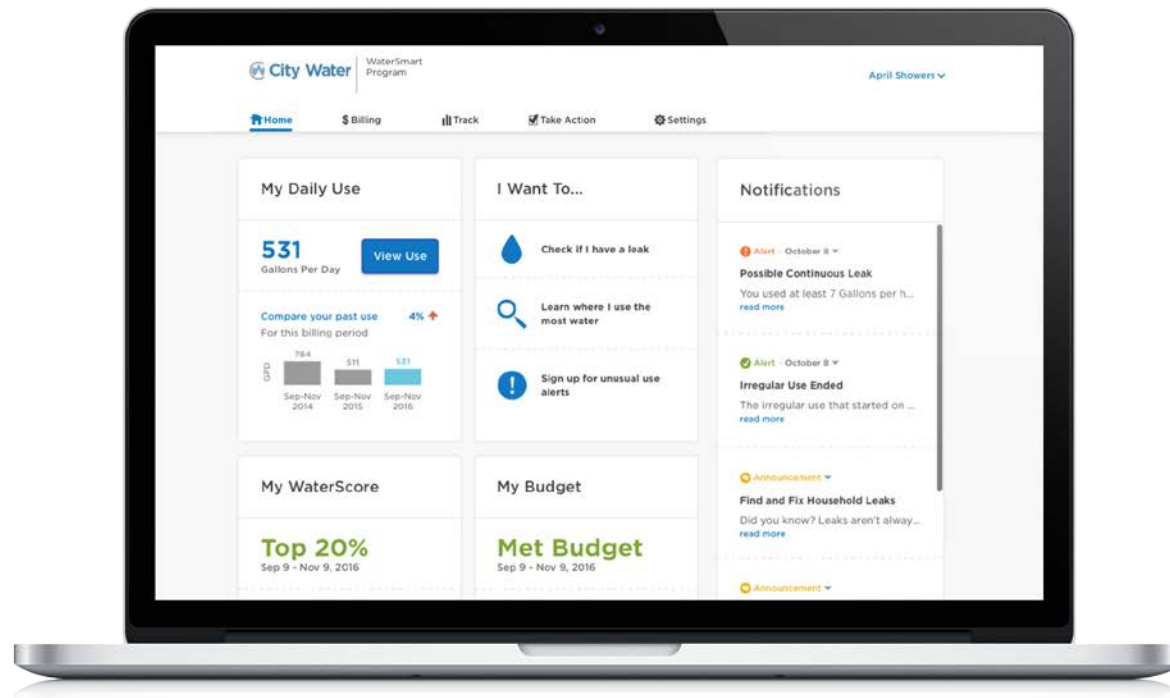 City Water
WaterSmart
Program
April Showers
Home
$ Billing
Track
Take Action
Settings
My Daily Use
531
Gallons Per Day
View Use
Compare your past use 4%
For this billing period
GPD
784
511
531
Sep-Nov
2014
Sep-Nov
2015
Sep-Nov
2016
I Want To...
Check if I have a leak
Learn where I use the
most water
Sign up for unusual use
alerts
Notifications
Alert - October 8
Possible Continuous Leak
You used at least 7 Gallons per h...
read more
Alert - October 8
Irregular Use Ended
The irregular use that started on ...
read more
Announcement
Find and Fix Household Leaks
Did you know? Leaks aren't alway...
read more
Announcement
My WaterScore
Top 20%
Sep 9 - Nov 9, 2016
My Budget
Met Budget
Sep 9 - Nov 9, 2016